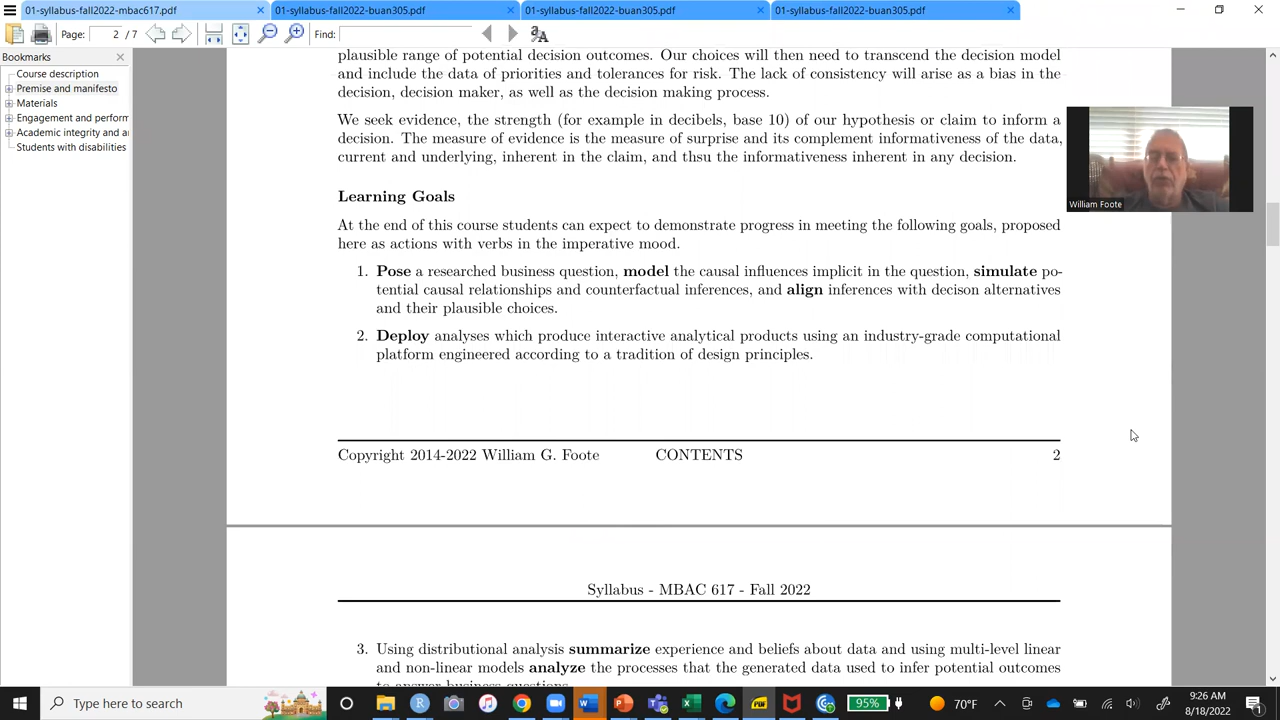 01-syllabus-fall2022-mbac617.pdf
01-syllabus-fall2022-buan305.pdf
01-syllabus-fall2022-buan305.pdf
01-syllabus-fall2022-buan305.pdf
Page: 2 / 7
Find:
Bookmarks
Course description
Premise and manifesto
Materials
Engagement and perform
Academic integrity and ar
Students with disabilities
plausible range of potential decision outcomes. Our choices will then need to transcend the decision model
and include the data of priorities and tolerances for risk. The lack of consistency will arise as a bias in the
decision, decision maker, as well as the decision making process.
We seek evidence, the strength (for example in decibels, base 10) of our hypothesis or claim to inform a
decision. The measure of evidence is the measure of surprise and its complement informativeness of the data,
current and underlying, inherent in the claim, and thsu the informativeness inherent in any decision.
William Foote
Learning Goals
At the end of this course students can expect to demonstrate progress in meeting the following goals, proposed
here as actions with verbs in the imperative mood.
1. Pose a researched business question, model the causal influences implicit in the question, simulate po-
tential causal relationships and counterfactual inferences, and align inferences with decison alternatives
and their plausible choices.
2. Deploy analyses which produce interactive analytical products using an industry-grade computational
platform engineered according to a tradition of design principles.
Copyright 2014-2022 William G. Foote CONTENTS 2
Syllabus - MBAC 617 - Fall 2022
3. Using distributional analysis summarize experience and beliefs about data and using multi-level linear
and non-linear models analyze the processes that the generated data used to infer potential outcomes
to answer business questions
Type here to search
95%
70°F
9:26 AM
8/18/2022